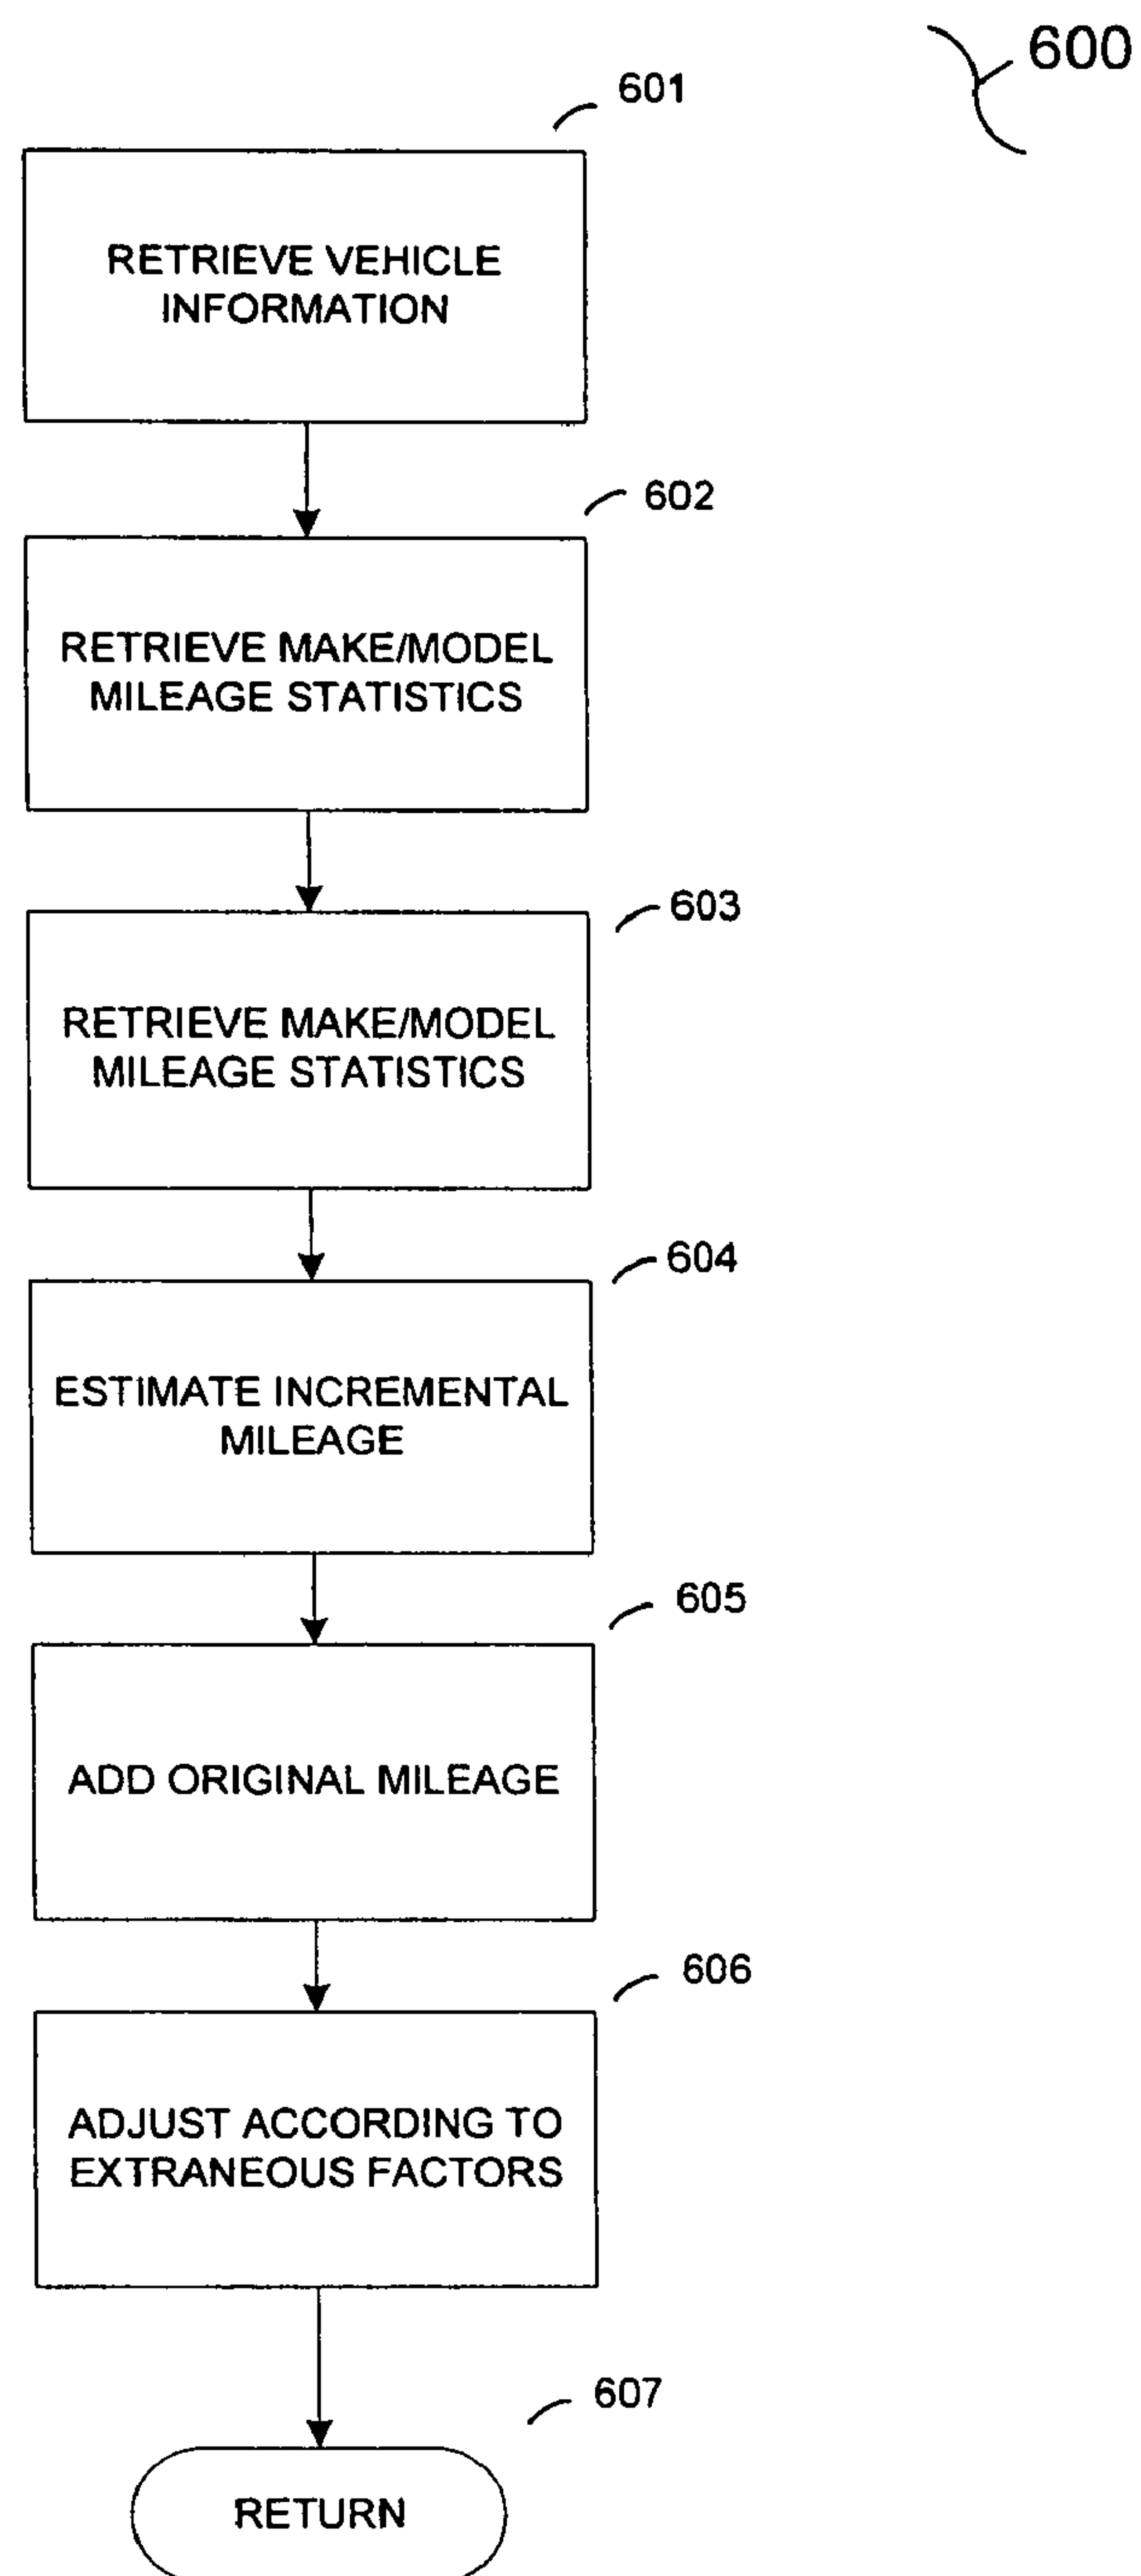 600
601
RETRIEVE VEHICLE
INFORMATION
602
RETRIEVE MAKE/MODEL
MILEAGE STATISTICS
603
RETRIEVE MAKE/MODEL
MILEAGE STATISTICS
604
ESTIMATE INCREMENTAL
MILEAGE
605
ADD ORIGINAL MILEAGE
606
ADJUST ACCORDING TO
EXTRANEOUS FACTORS
607
RETURN